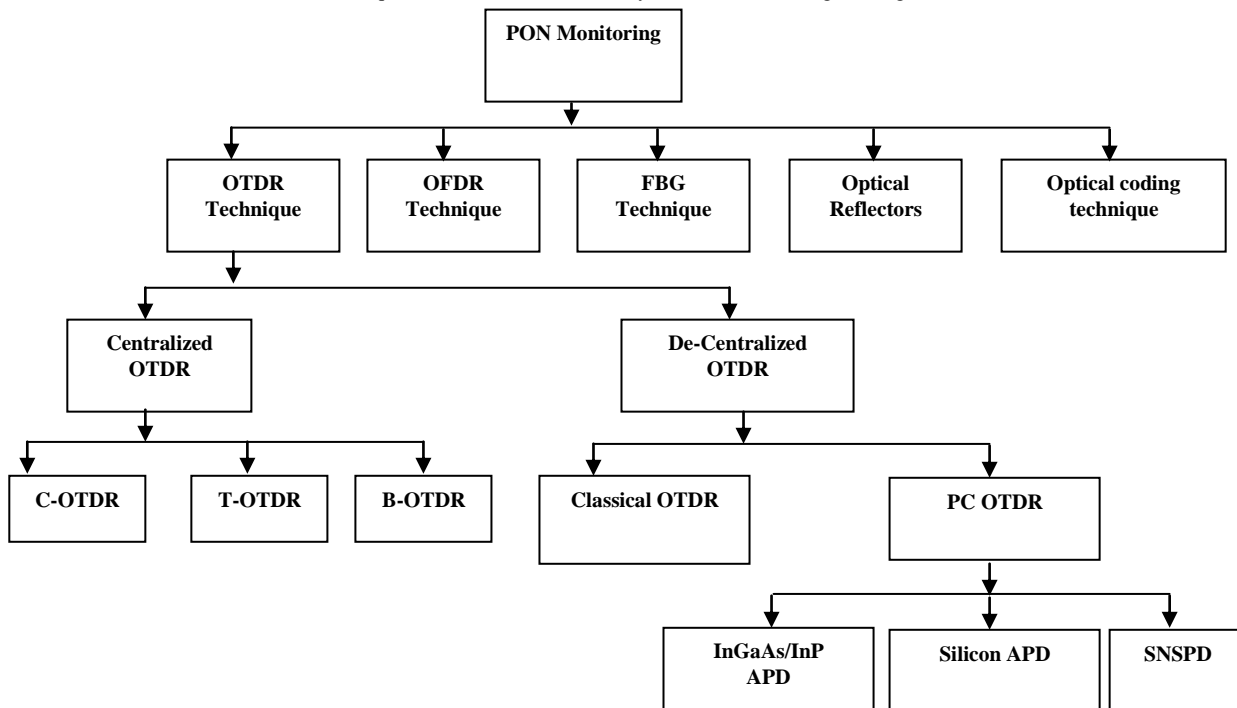 PON Monitoring
OTDR
Technique
OFDR
Technique
FBG
Technique
Optical
Reflectors
Optical coding
technique
Centralized
OTDR
De-Centralized
OTDR
C-OTDR
T-OTDR
B-OTDR
Classical OTDR
PC OTDR
InGaAs/InP
APD
Silicon APD
SNSPD